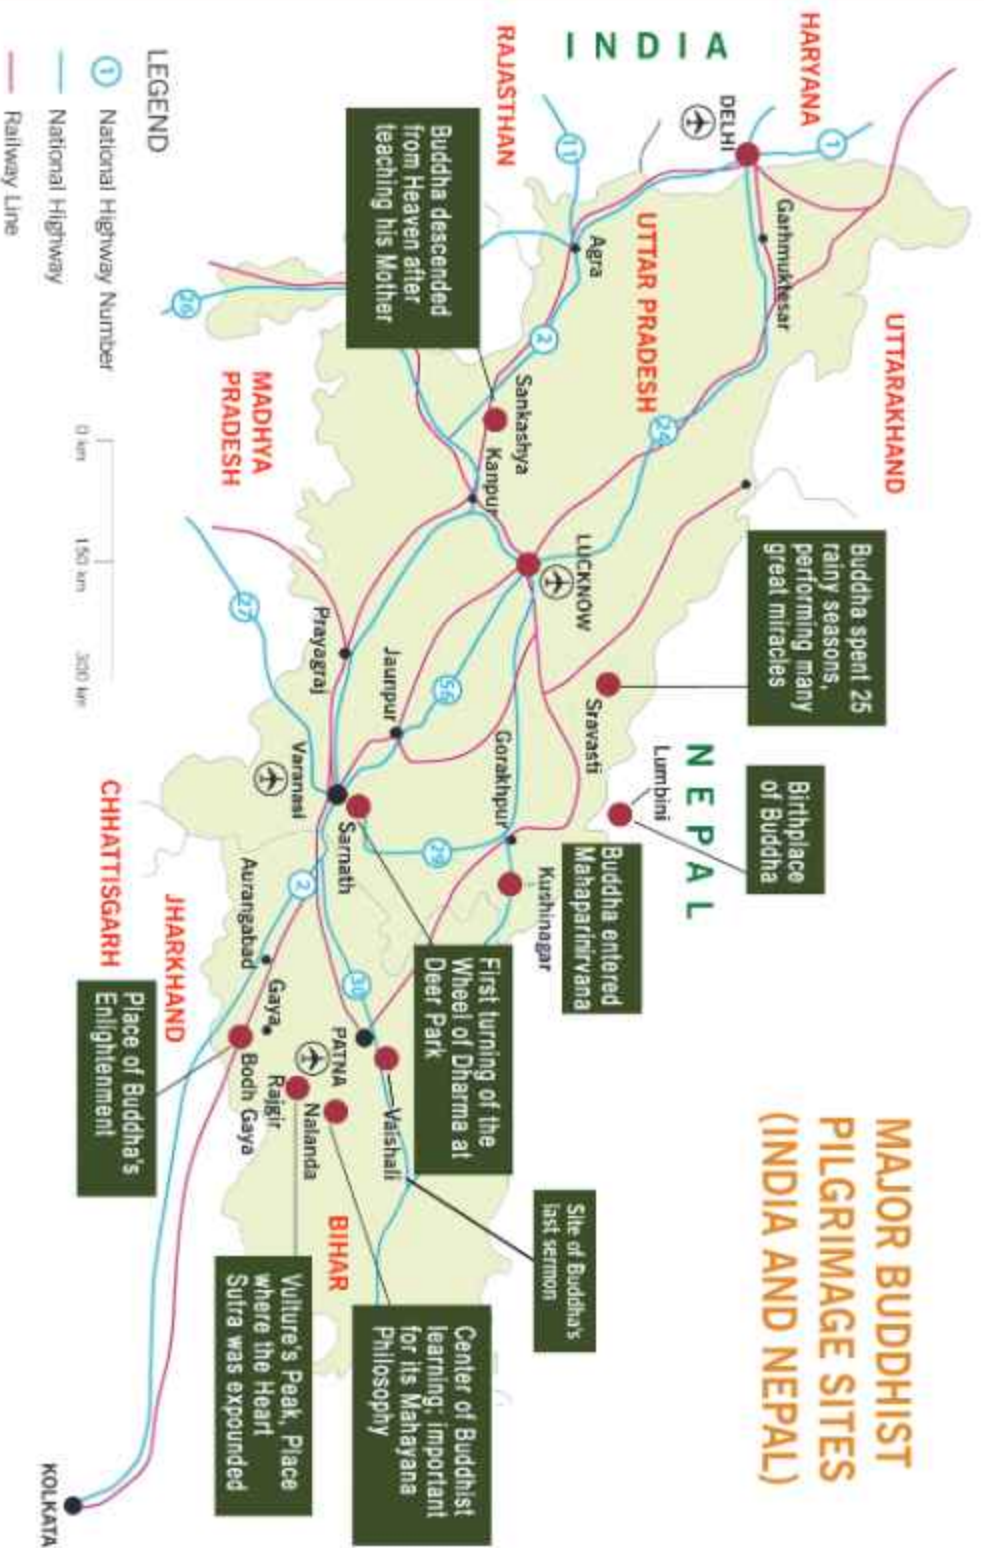 MAJOR BUDDHIST
PILGRIMAGE SITES
(INDIA AND NEPAL)
HARYANA
UTTARAKHAND
INDIA
RAJASTHAN
DELHI
1
Garhmuktesar
UTTAR PRADESH
11
Agra
2
24
26
MADHYA
PRADESH
Buddha descended
from Heaven after
teaching his Mother
Sankashya
Kanpur
LUCKNOW
Buddha spent 25
rainy seasons,
performing many
great miracles
Sravasti
NEPAL
Birthplace
of Buddha
Lumbini
Buddha entered
Mahaparinirvana
Kushinagar
Gorakhpur
56
Jaunpur
27
Prayagraj
Varanasi
Sarnath
29
First turning of the
Wheel of Dharma at
Deer Park
2
30
Aurangabad
Gaya
PATNA
Vaishali
Site of Buddha's
last sermon
Nalanda
Rajgir
Bodh Gaya
BIHAR
Center of Buddhist
learning; important
for its Mahayana
Philosophy
Vulture's Peak, Place
where the Heart
Sutra was expounded
Place of Buddha's
Enlightenment
JHARKHAND
CHHATTISGARH
KOLKATA
LEGEND
1 National Highway Number
National Highway
Railway Line
0 km 150 km 300 km